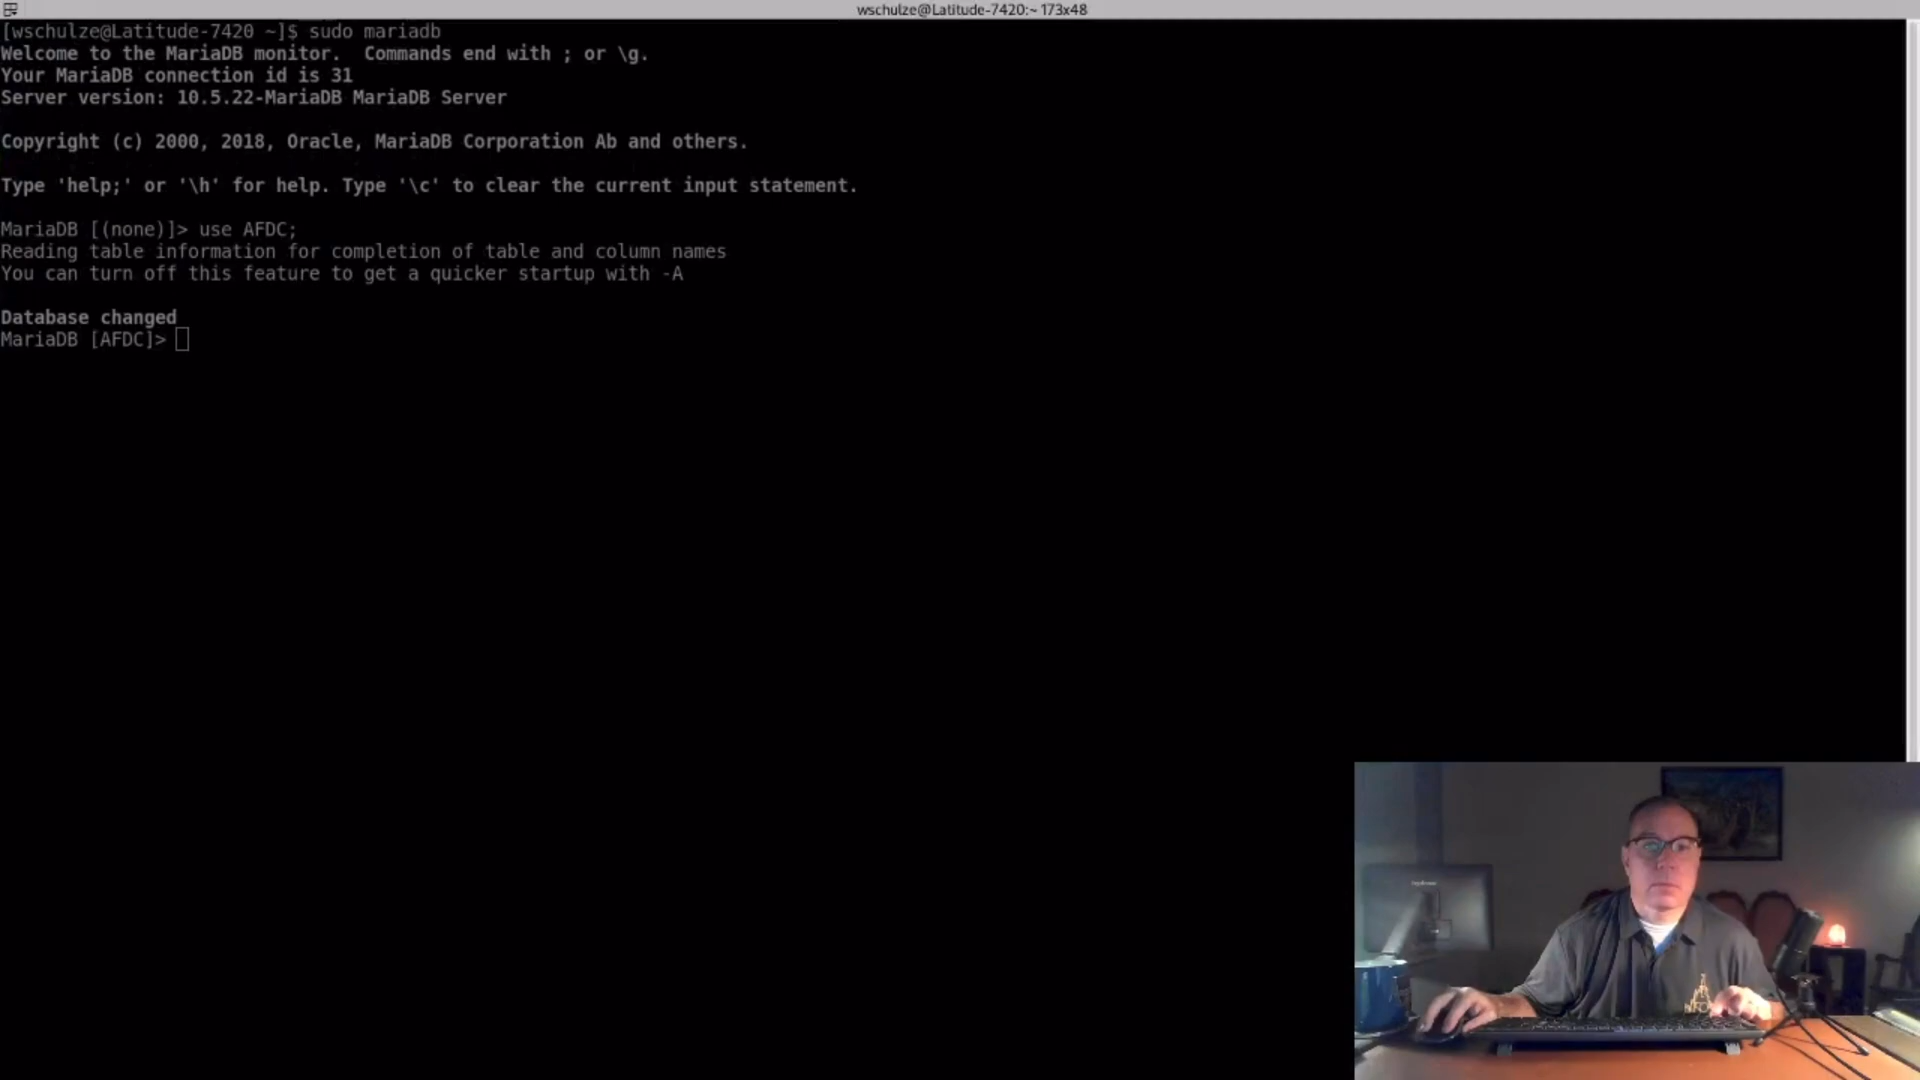 wschulze@Latitude-7420:~ 173x48
[wschulze@Latitude-7420 ~]$ sudo mariadb
Welcome to the MariaDB monitor.  Commands end with ; or \g.
Your MariaDB connection id is 31
Server version: 10.5.22-MariaDB MariaDB Server
Copyright (c) 2000, 2018, Oracle, MariaDB Corporation Ab and others.
Type 'help;' or '\h' for help. Type '\c' to clear the current input statement.
MariaDB [(none)]> use AFDC;
Reading table information for completion of table and column names
You can turn off this feature to get a quicker startup with -A
Database changed
MariaDB [AFDC]>